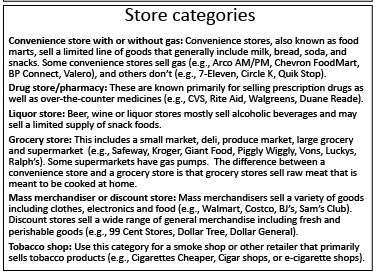 Store categories
Convenience store with or without gas: Convenience stores, also known as food
marts, sell a limited line of goods that generally include milk, bread, soda, and
snacks. Some convenience stores sell gas (e.g., Arco AM/PM, Chevron FoodMart,
BP Connect, Valero), and others don't (e.g., 7-Eleven, Circle K, Quik Stop).
Drug store/pharmacy: These are known primarily for selling prescription drugs as
well as over-the-counter medicines (e.g., CVS, Rite Aid, Walgreens, Duane Reade).
Liquor store: Beer, wine or liquor stores mostly sell alcoholic beverages and may
sell a limited supply of snack foods.
Grocery store: This includes a small market, deli, produce market, large grocery
and supermarket (e.g., Safeway, Kroger, Giant Food, Piggly Wiggly, Vons, Luckys,
Ralph's). Some supermarkets have gas pumps. The difference between a
convenience store and a grocery store is that grocery stores sell raw meat that is
meant to be cooked at home.
Mass merchandiser or discount store: Mass merchandisers sell a variety of goods
including clothes, electronics and food (e.g., Walmart, Costco, BJ's, Sam's Club).
Discount stores sell a wide range of general merchandise including fresh and
perishable goods (e.g., 99 Cent Stores, Dollar Tree, Dollar General).
Tobacco shop: Use this category for a smoke shop or other retailer that primarily
sells tobacco products (e.g., Cigarettes Cheaper, Cigar shops, or e-cigarette shops).